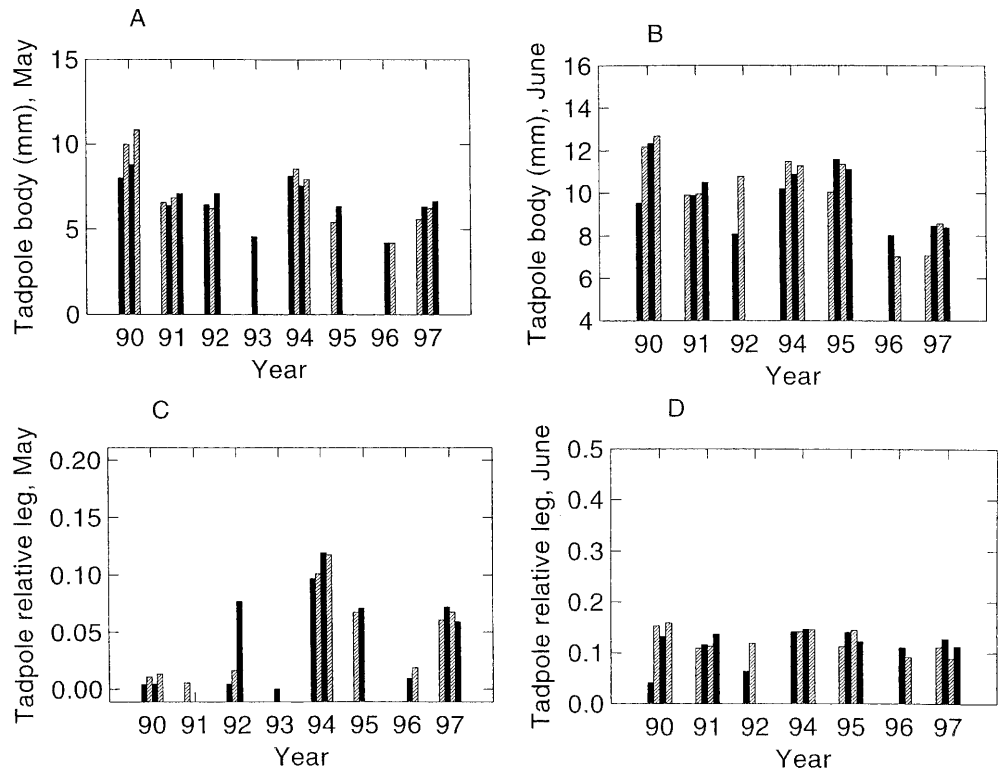 A
Tadpole body (mm), May
15
10
5
0
90 91 92 93 94 95 96 97
Year
B
Tadpole body (mm), June
16
14
12
10
8
6
4
90 91 92 94 95 96 97
Year
C
Tadpole relative leg, May
0.20
0.15
0.10
0.05
0.00
90 91 92 93 94 95 96 97
Year
D
Tadpole relative leg, June
0.5
0.4
0.3
0.2
0.1
0.0
90 91 92 94 95 96 97
Year